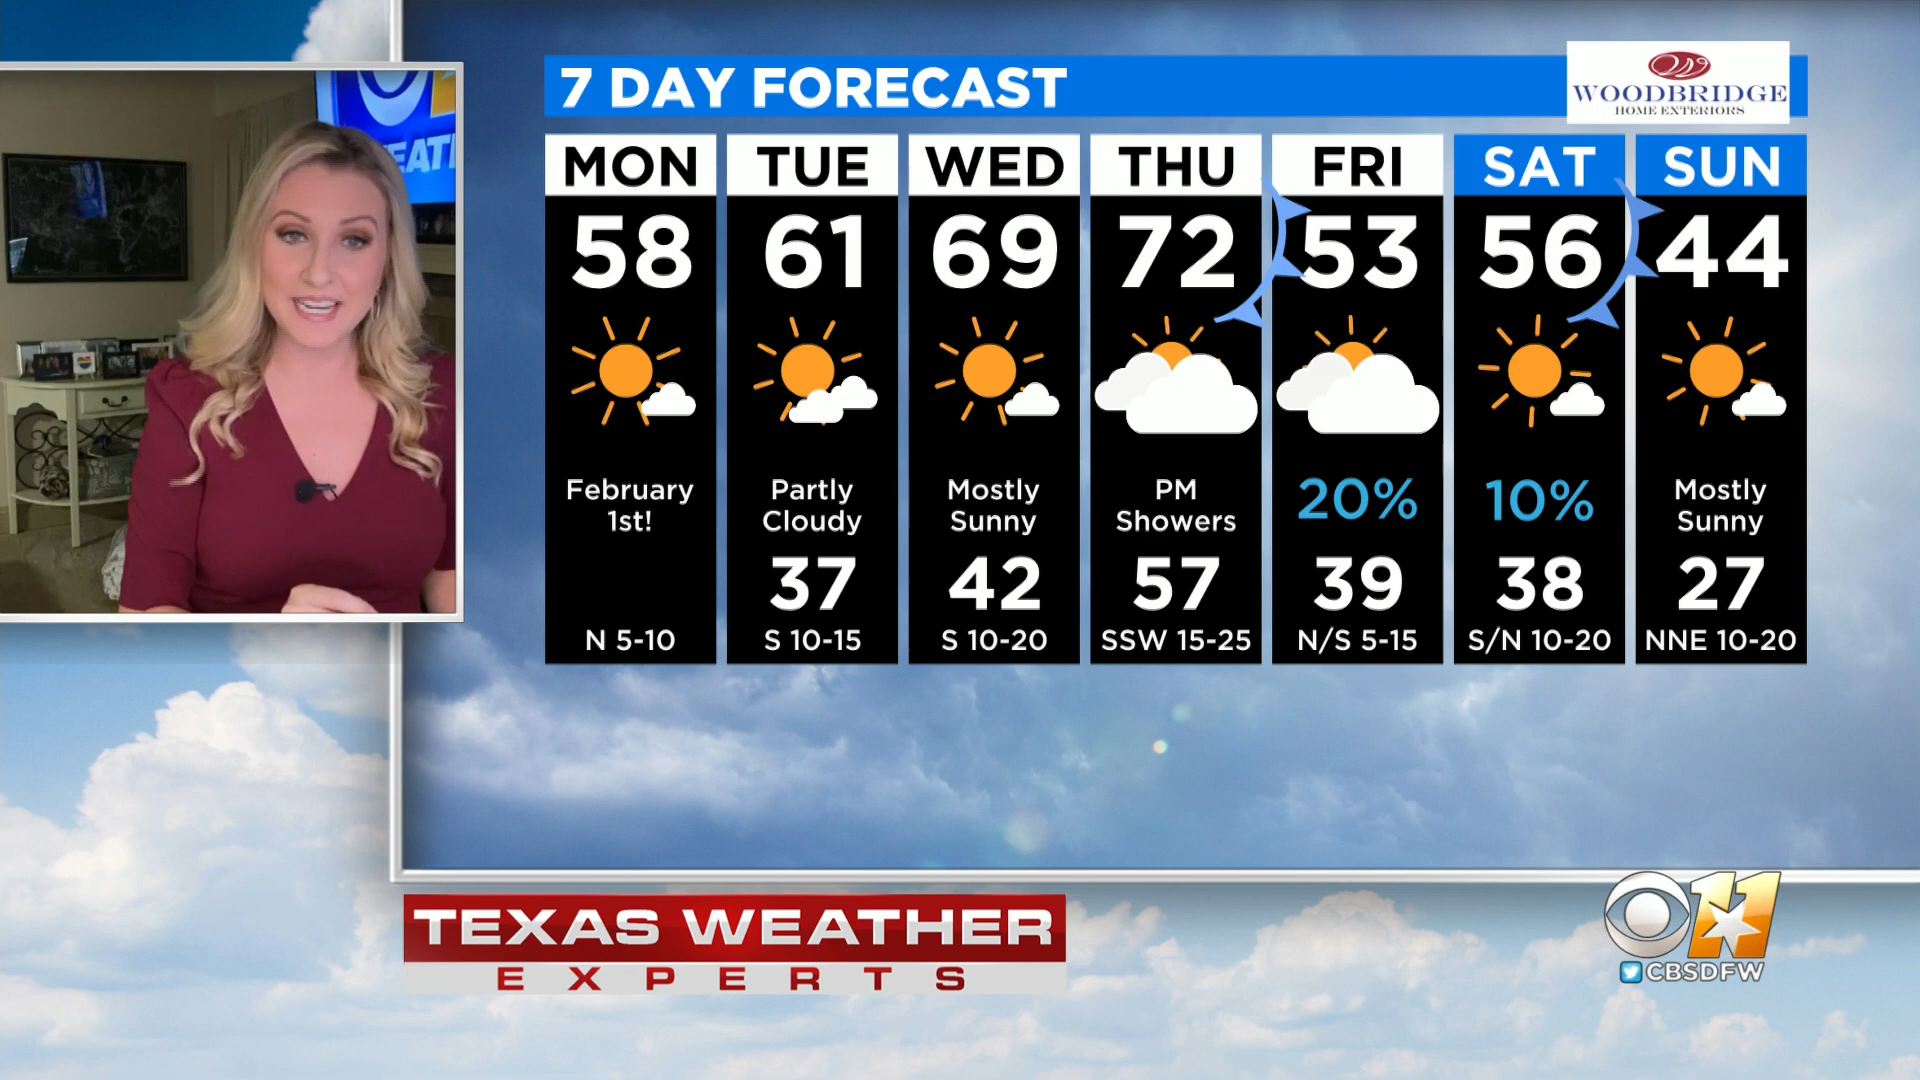 7 DAY FORECAST
WOODBRIDGE
HOME EXTERIORS
MON TUE WED THU FRI SAT SUN
58 61 69 72 53 56 44
February Partly Mostly PM 20% 10% Mostly
1st! Cloudy Sunny Showers Sunny
37 42 57 39 38 27
N 5-10 S 10-15 S 10-20 SSW 15-25 N/S 5-15 S/N 10-20 NNE 10-20
TEXAS WEATHER
EXPERTS
11
CBSDFW